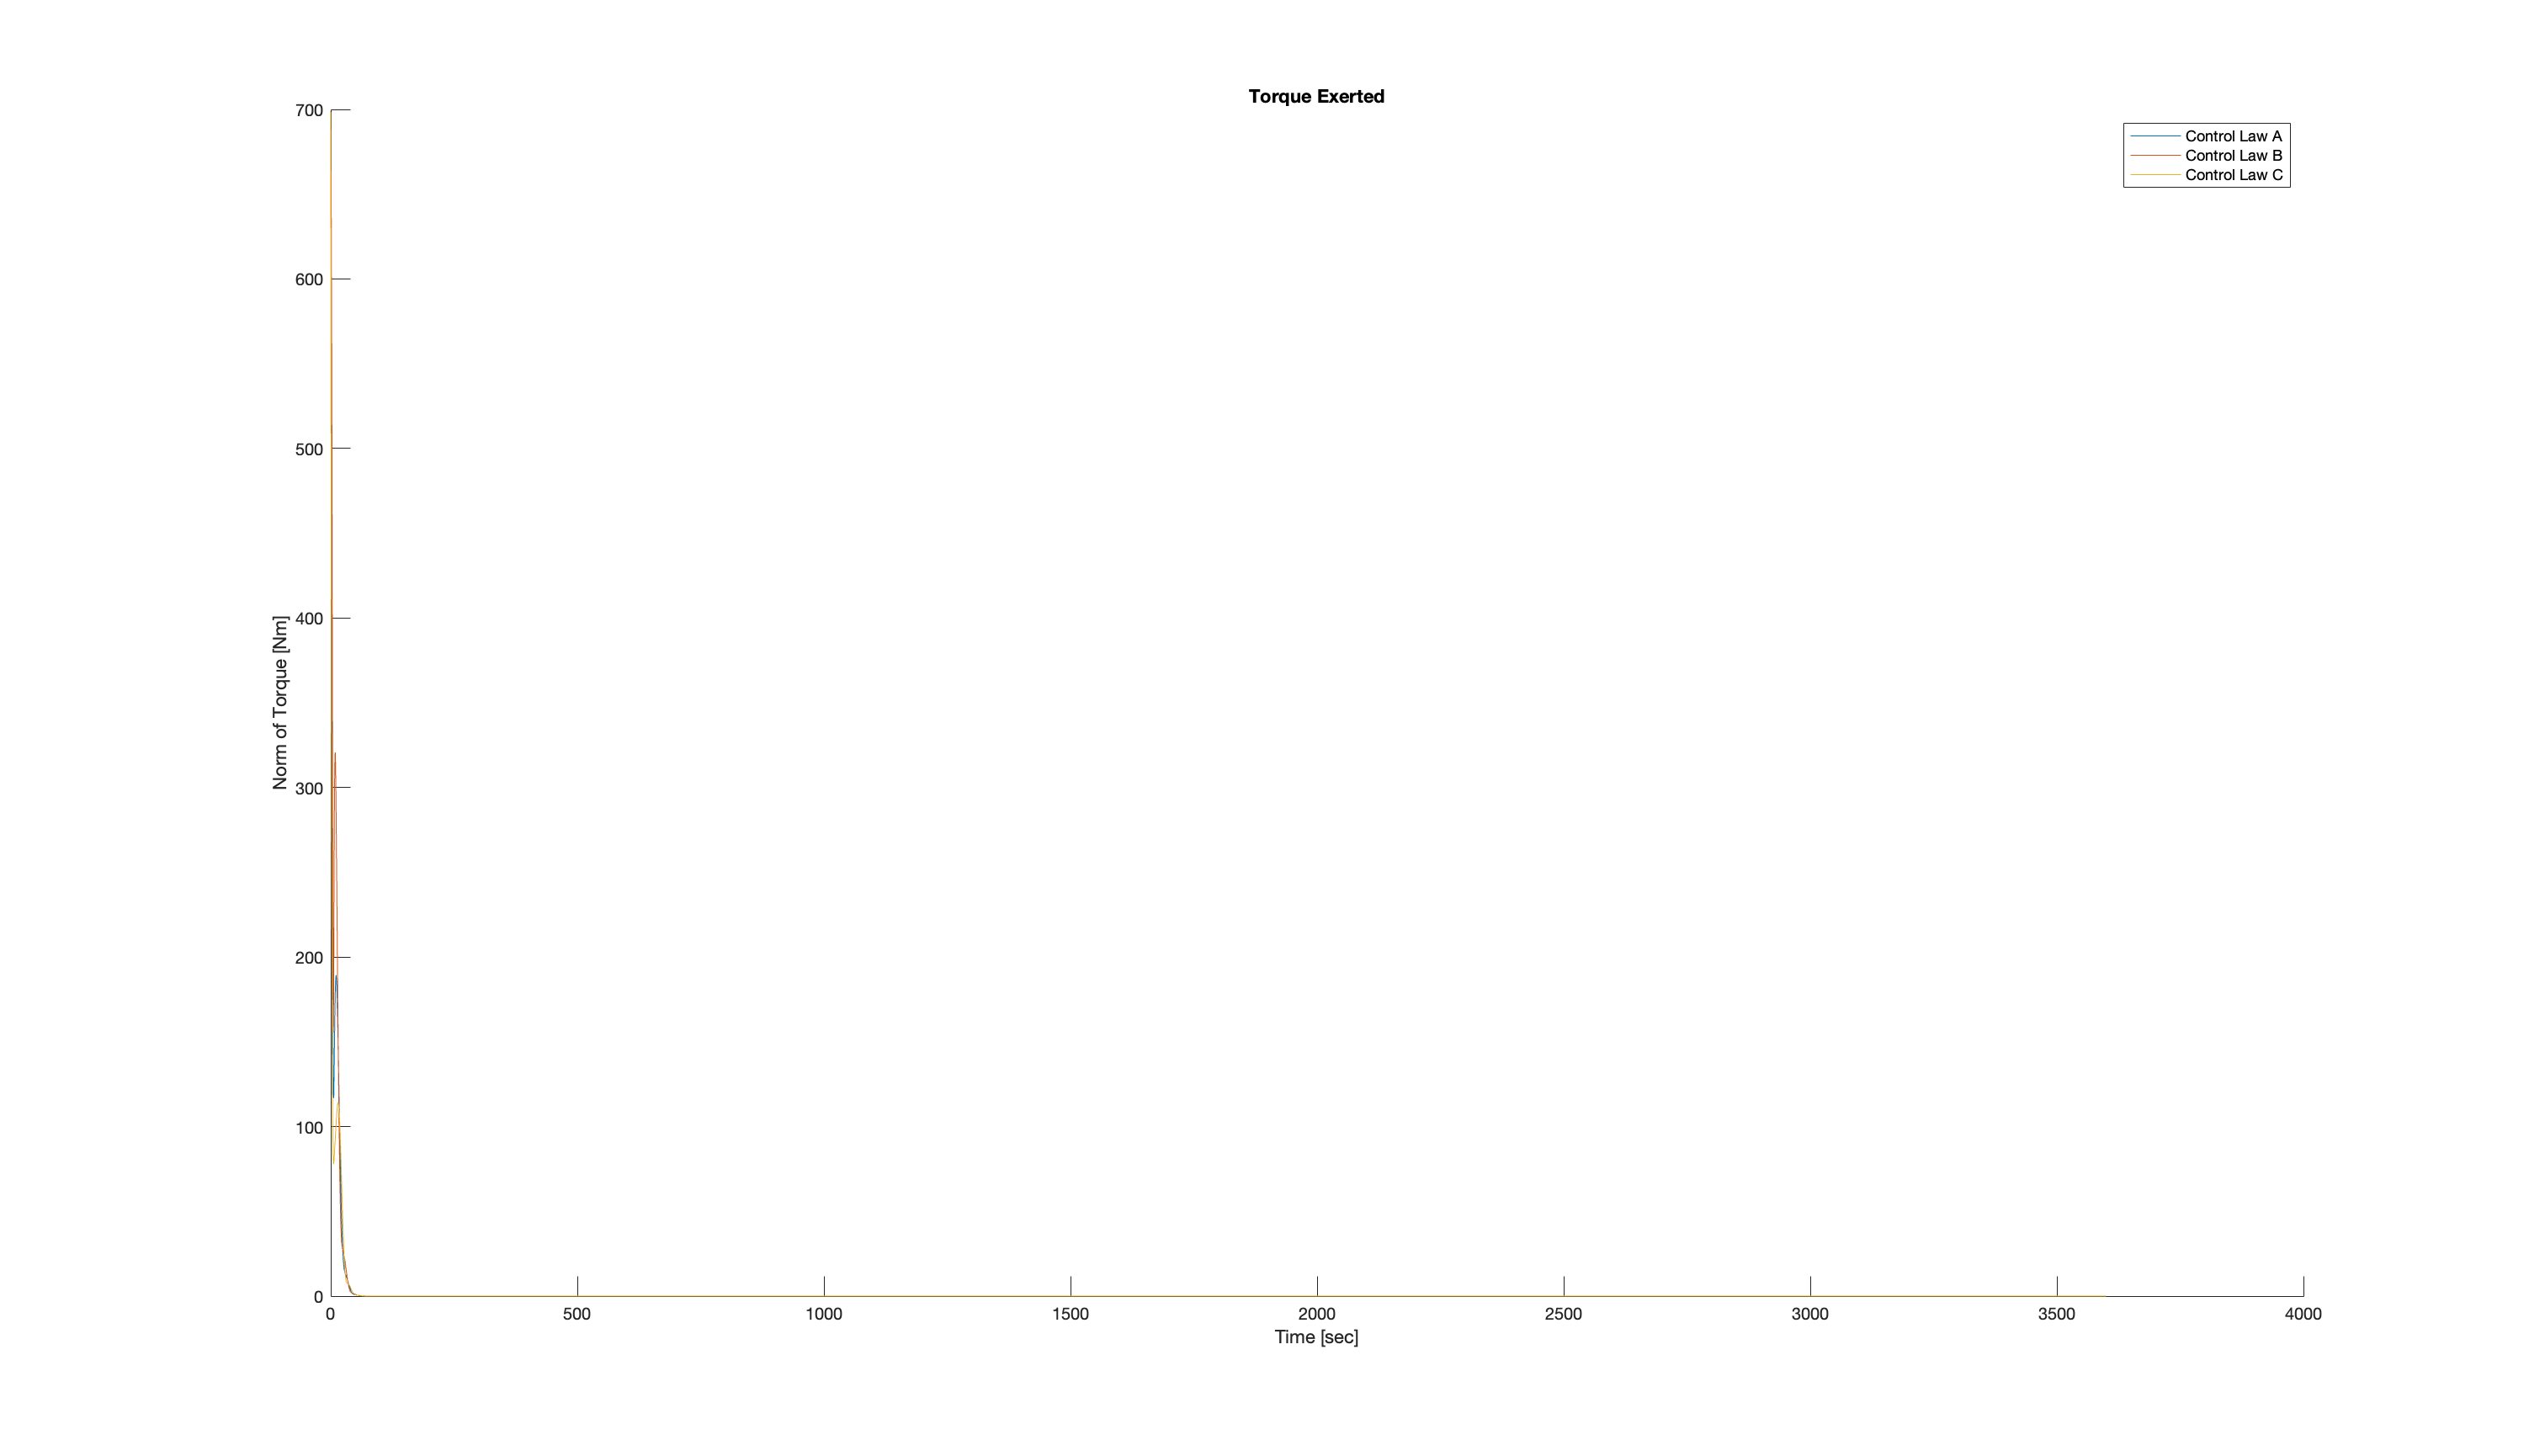 Torque Exerted
Control Law A
Control Law B
Control Law C
700
600
500
400
300
200
100
0
Norm of Torque [Nm]
0 500 1000 1500 2000 2500 3000 3500 4000
Time [sec]